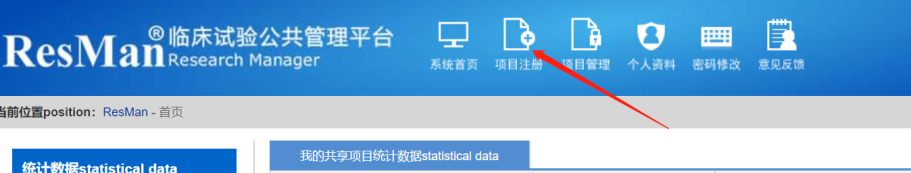 ResMan® 临床试验公共管理平台
Research Manager
系统首页 项目注册 项目管理 个人资料 密码修改 意见反馈
当前位置position: ResMan - 首页
统计数据statistical data
我的共享项目统计数据statistical data